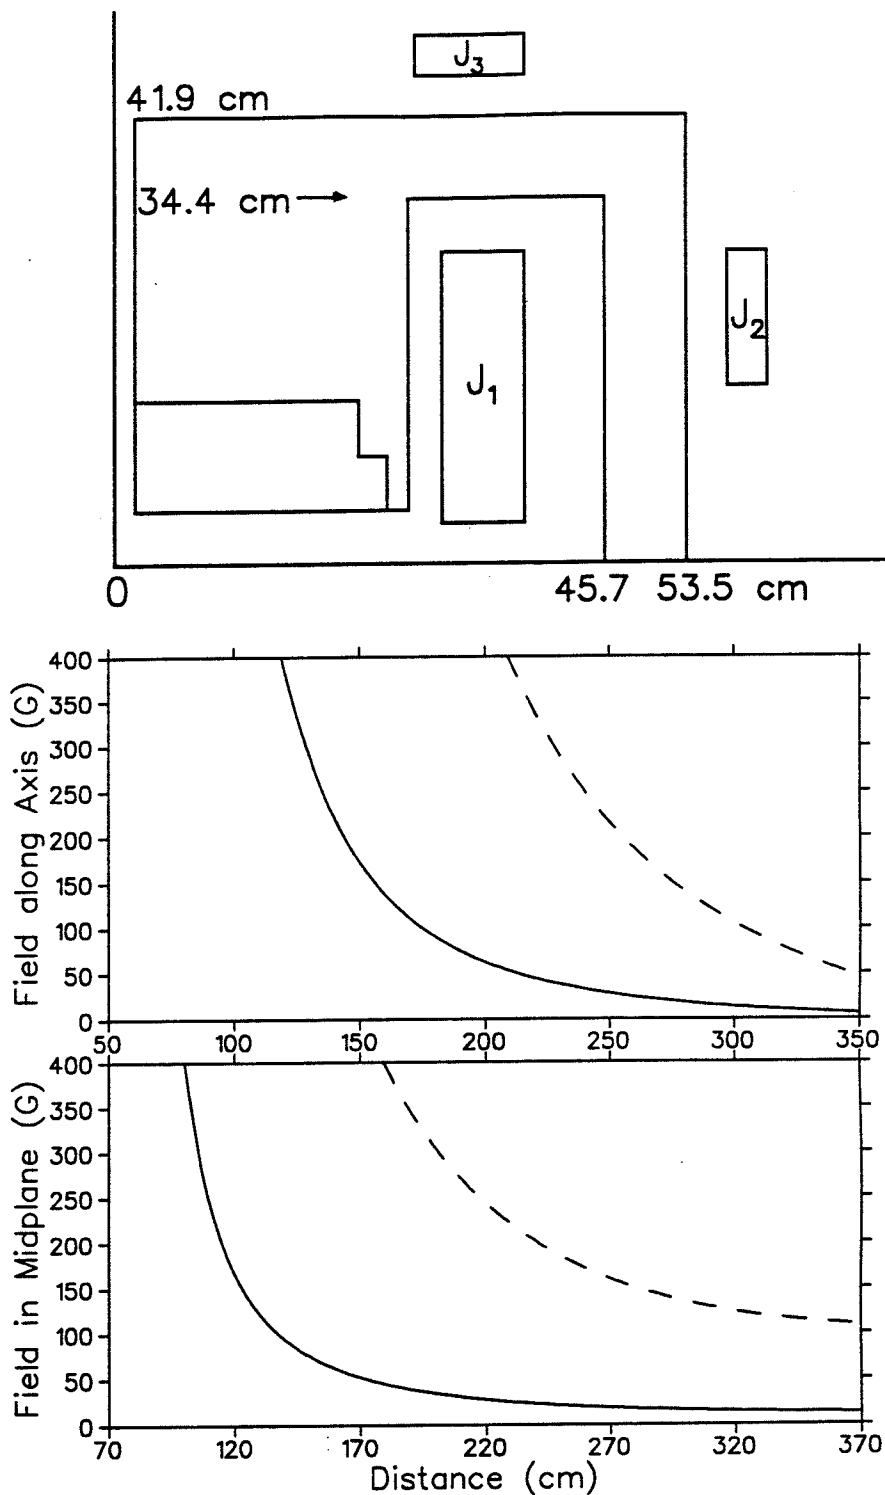 J3
41.9 cm
34.4 cm
J1
J2
0
45.7 53.5 cm
Field along Axis (G)
400
350
300
250
200
150
100
50
0
50 100 150 200 250 300 350
Field in Midplane (G)
400
350
300
250
200
150
100
50
0
70 120 170 220 270 320 370
Distance (cm)